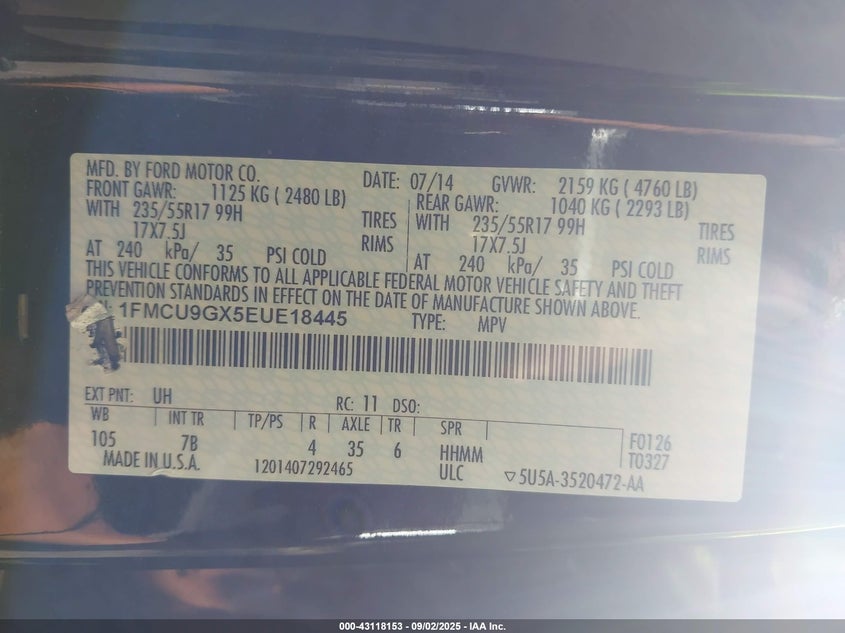 MFD. BY FORD MOTOR CO. DATE: 07/14 GVWR: 2159 KG ( 4760 LB)
FRONT GAWR: 1125 KG ( 2480 LB) REAR GAWR: 1040 KG ( 2293 LB)
WITH 235/55R17 99H TIRES WITH 235/55R17 99H TIRES
17X7.5J RIMS 17X7.5J RIMS
AT 240 kPa/ 35 PSI COLD AT 240 kPa/ 35 PSI COLD
THIS VEHICLE CONFORMS TO ALL APPLICABLE FEDERAL MOTOR VEHICLE SAFETY AND THEFT
PREVENTION STANDARDS IN EFFECT ON THE DATE OF MANUFACTURE SHOWN ABOVE.
1FMCU9GX5EUE18445 TYPE: MPV
EXT PNT: UH RC: 11 DSO:
WB INT TR TP/PS R AXLE TR SPR
105 7B 4 35 6 HHMM F0126
MADE IN U.S.A. 1201407292465 ULC T0327
▽5U5A-3520472-AA
000-43118153 - 09/02/2025 - IAA Inc.